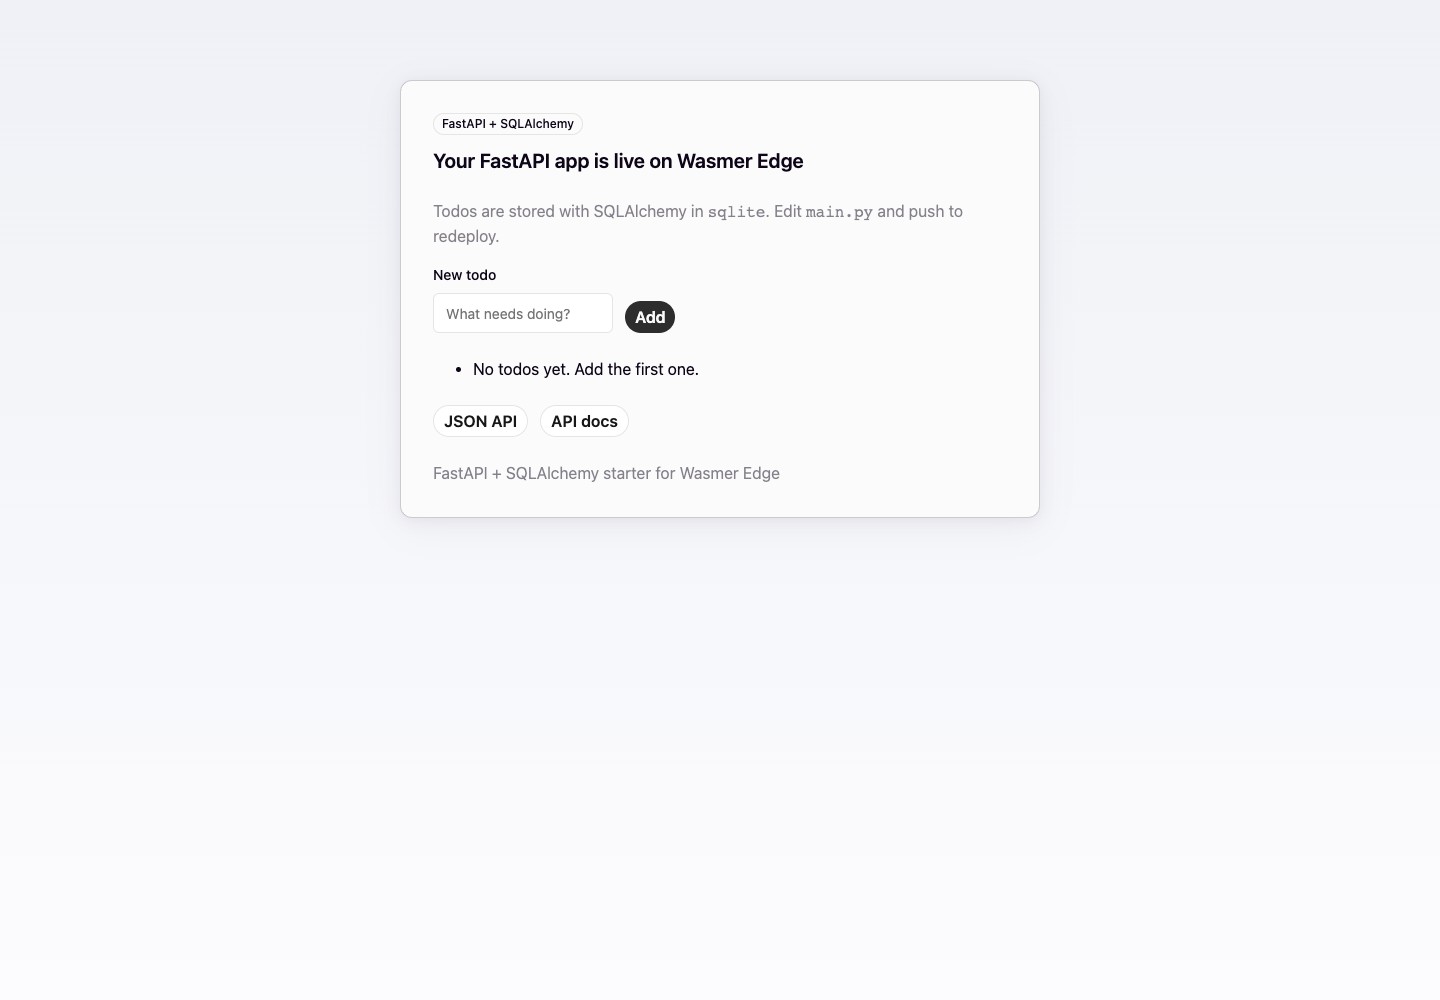 FastAPI + SQLAlchemy
Your FastAPI app is live on Wasmer Edge
Todos are stored with SQLAlchemy in sqlite. Edit main.py and push to
redeploy.
New todo
What needs doing?
Add
No todos yet. Add the first one.
JSON API
API docs
FastAPI + SQLAlchemy starter for Wasmer Edge